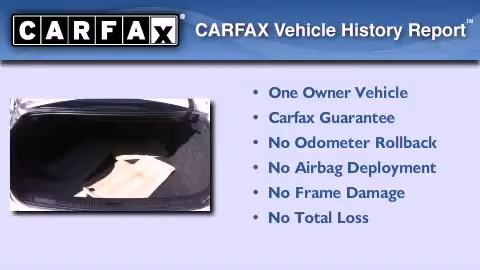 CARFAX® CARFAX Vehicle History Report™
• One Owner Vehicle
• Carfax Guarantee
• No Odometer Rollback
• No Airbag Deployment
• No Frame Damage
• No Total Loss